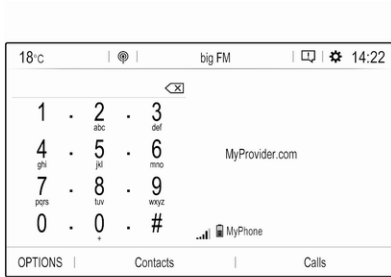 18°C big FM 14:22
1 . 2 . 3
abc def
4 . 5 . 6 MyProvider.com
ghi jkl mno
7 . 8 . 9
pqrs tuv wxyz
0 . 0 . #
+ MyPhone
OPTIONS Contacts Calls